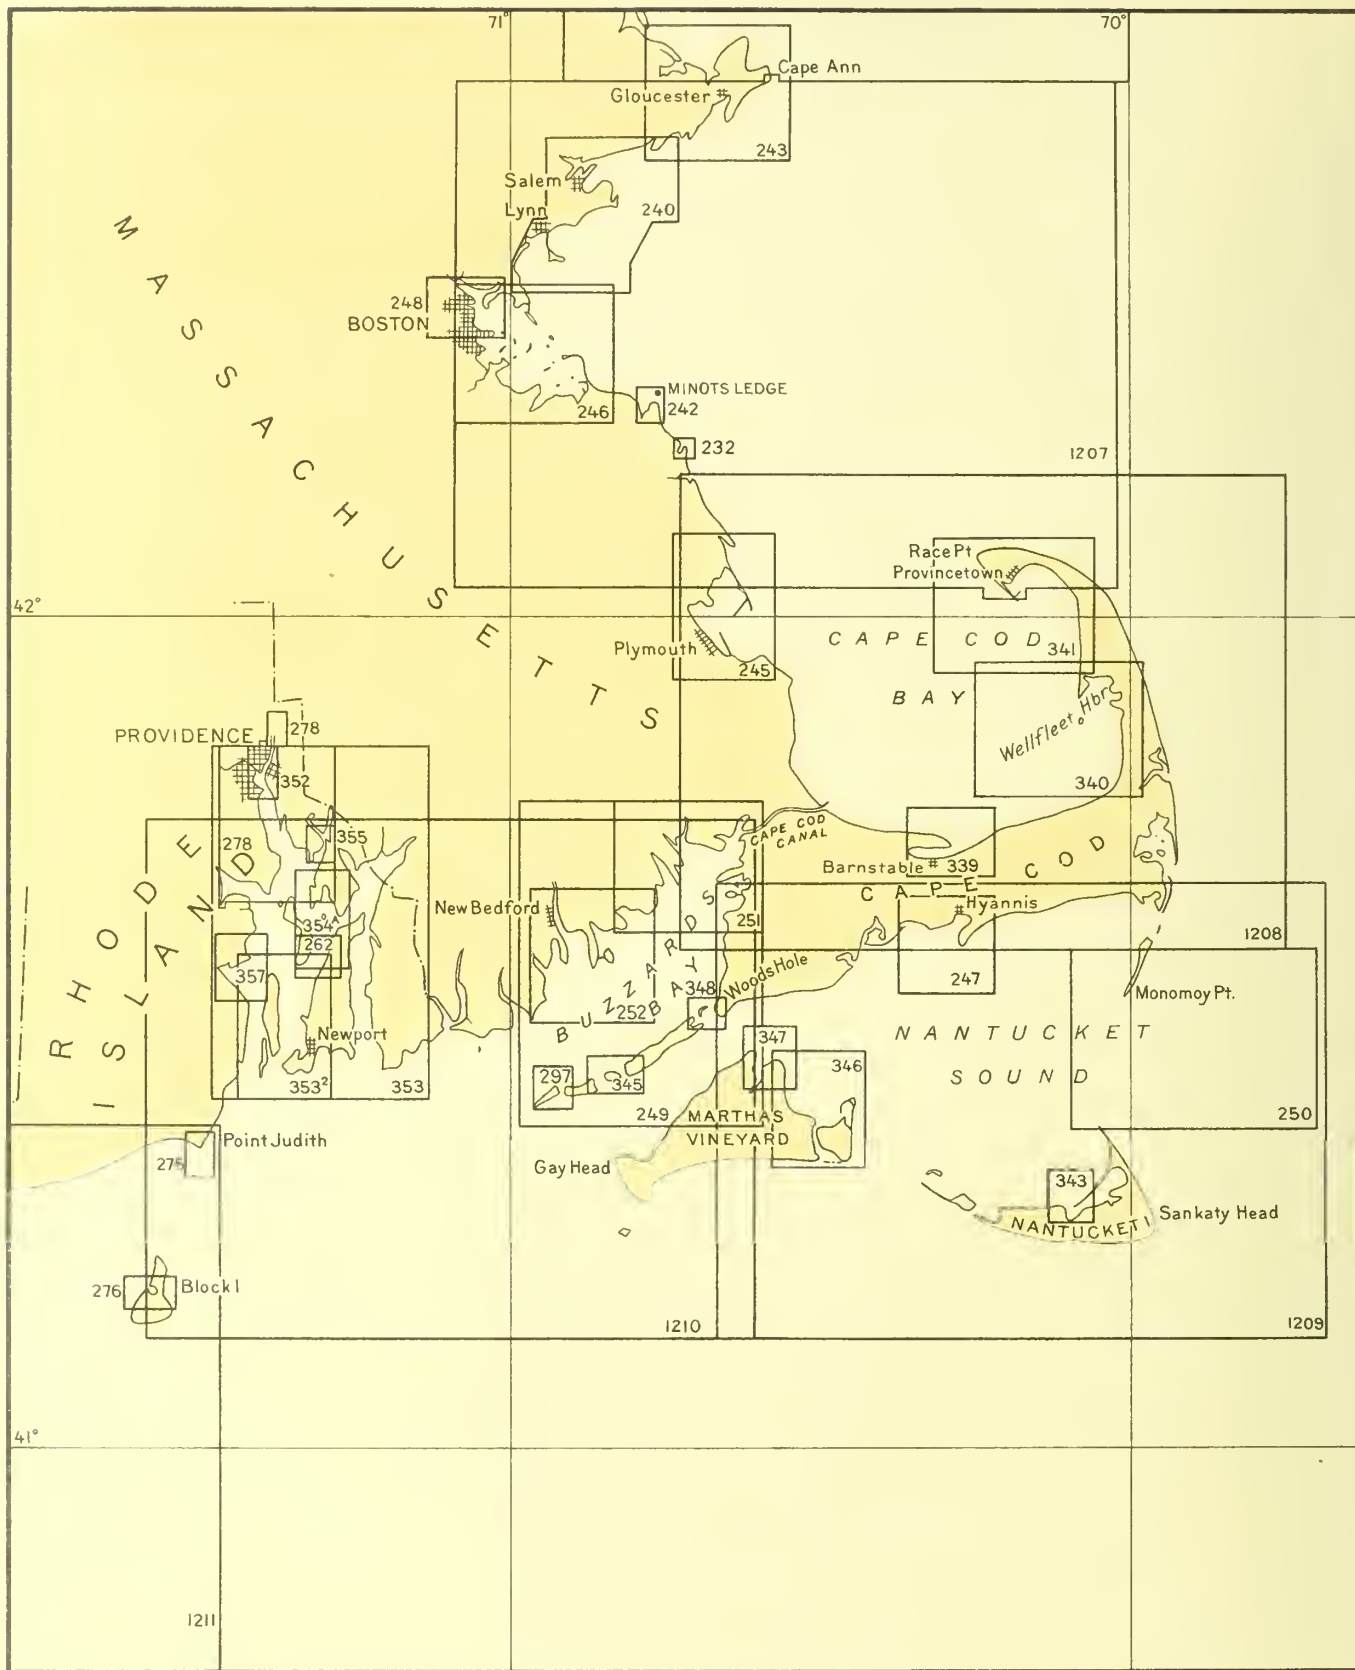 71°
70°
Cape Ann
Gloucester
243
Salem
Lynn
240
MASSACHUSETTS
248
BOSTON
246
MINOTS LEDGE
242
232
1207
Race Pt
Provincetown
42°
CAPE COD
BAY
341
Plymouth
245
Wellfleet Hbr
340
PROVIDENCE
278
352
278
355
CAPE COD
CANAL
Barnstable
339
CAPE COD
Hyannis
RHODE
ISLAND
New Bedford
251
BUZZARDS
BAY
354
262
1208
357
247
Monomoy Pt.
348
Woods Hole
252
Newport
NANTUCKET
SOUND
347
346
297
345
353²
353
249
MARTHAS
VINEYARD
250
Point Judith
275
Gay Head
343
Sankaty Head
NANTUCKET I
276
Block I
1210
1209
41°
1211